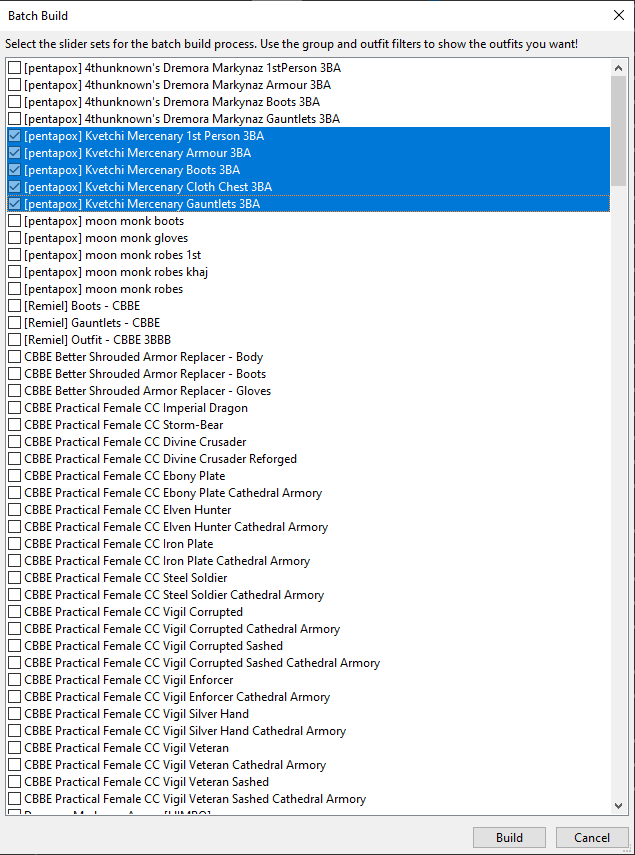 Batch Build
Select the slider sets for the batch build process. Use the group and outfit filters to show the outfits you want!
[pentapox] 4thunknown's Dremora Markynaz 1stPerson 3BA
[pentapox] 4thunknown's Dremora Markynaz Armour 3BA
[pentapox] 4thunknown's Dremora Markynaz Boots 3BA
[pentapox] 4thunknown's Dremora Markynaz Gauntlets 3BA
[pentapox] Kvetchi Mercenary 1st Person 3BA
[pentapox] Kvetchi Mercenary Armour 3BA
[pentapox] Kvetchi Mercenary Boots 3BA
[pentapox] Kvetchi Mercenary Cloth Chest 3BA
[pentapox] Kvetchi Mercenary Gauntlets 3BA
[pentapox] moon monk boots
[pentapox] moon monk gloves
[pentapox] moon monk robes 1st
[pentapox] moon monk robes khaj
[pentapox] moon monk robes
[Remiel] Boots - CBBE
[Remiel] Gauntlets - CBBE
[Remiel] Outfit - CBBE 3BBB
CBBE Better Shrouded Armor Replacer - Body
CBBE Better Shrouded Armor Replacer - Boots
CBBE Better Shrouded Armor Replacer - Gloves
CBBE Practical Female CC Imperial Dragon
CBBE Practical Female CC Storm-Bear
CBBE Practical Female CC Divine Crusader
CBBE Practical Female CC Divine Crusader Reforged
CBBE Practical Female CC Ebony Plate
CBBE Practical Female CC Ebony Plate Cathedral Armory
CBBE Practical Female CC Elven Hunter
CBBE Practical Female CC Elven Hunter Cathedral Armory
CBBE Practical Female CC Iron Plate
CBBE Practical Female CC Iron Plate Cathedral Armory
CBBE Practical Female CC Steel Soldier
CBBE Practical Female CC Steel Soldier Cathedral Armory
CBBE Practical Female CC Vigil Corrupted
CBBE Practical Female CC Vigil Corrupted Cathedral Armory
CBBE Practical Female CC Vigil Corrupted Sashed
CBBE Practical Female CC Vigil Corrupted Sashed Cathedral Armory
CBBE Practical Female CC Vigil Enforcer
CBBE Practical Female CC Vigil Enforcer Cathedral Armory
CBBE Practical Female CC Vigil Silver Hand
CBBE Practical Female CC Vigil Silver Hand Cathedral Armory
CBBE Practical Female CC Vigil Veteran
CBBE Practical Female CC Vigil Veteran Cathedral Armory
CBBE Practical Female CC Vigil Veteran Sashed
CBBE Practical Female CC Vigil Veteran Sashed Cathedral Armory
Build
Cancel